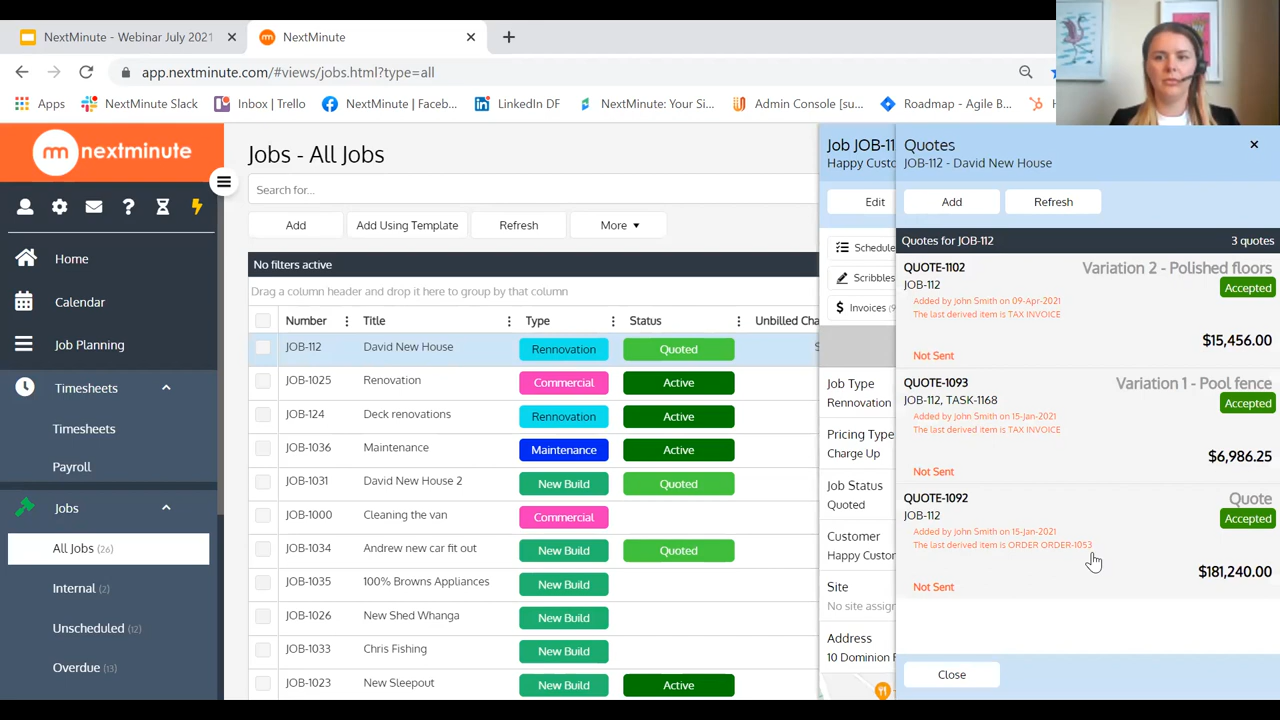 NextMinute - Webinar July 2021
NextMinute
app.nextminute.com/#views/jobs.html?type=all
Apps
NextMinute Slack
Inbox | Trello
NextMinute | Faceb...
LinkedIn DF
NextMinute: Your Si...
Admin Console [su...
Roadmap - Agile B...
nextminute
Home
Calendar
Job Planning
Timesheets
Timesheets
Payroll
Jobs
All Jobs (26)
Internal (2)
Unscheduled (12)
Overdue (13)
Jobs - All Jobs
Search for...
Add
Add Using Template
Refresh
More
No filters active
Drag a column header and drop it here to group by that column
Number Title Type Status Unbilled Cha
JOB-112 David New House Rennovation Quoted
JOB-1025 Renovation Commercial Active
JOB-124 Deck renovations Rennovation Active
JOB-1036 Maintenance Maintenance Active
JOB-1031 David New House 2 New Build Quoted
JOB-1000 Cleaning the van Commercial
JOB-1034 Andrew new car fit out New Build Quoted
JOB-1035 100% Browns Appliances New Build
JOB-1026 New Shed Whanga New Build
JOB-1033 Chris Fishing New Build
JOB-1023 New Sleepout New Build Active
Job JOB-11
Happy Custo
Edit
Schedule
Scribbles
Invoices (9
Job Type
Rennovation
Pricing Type
Charge Up
Job Status
Quoted
Customer
Happy Custor
Site
No site assig
Address
10 Dominion R
Quotes
JOB-112 - David New House
Add
Refresh
Quotes for JOB-112 3 quotes
QUOTE-1102 Variation 2 - Polished floors
JOB-112 Accepted
Added by john Smith on 09-Apr-2021
The last derived item is TAX INVOICE
$15,456.00
Not Sent
QUOTE-1093 Variation 1 - Pool fence
JOB-112, TASK-1168 Accepted
Added by john Smith on 15-Jan-2021
The last derived item is TAX INVOICE
$6,986.25
Not Sent
QUOTE-1092 Quote
JOB-112 Accepted
Added by john Smith on 15-Jan-2021
The last derived item is ORDER ORDER-1053
$181,240.00
Not Sent
Close